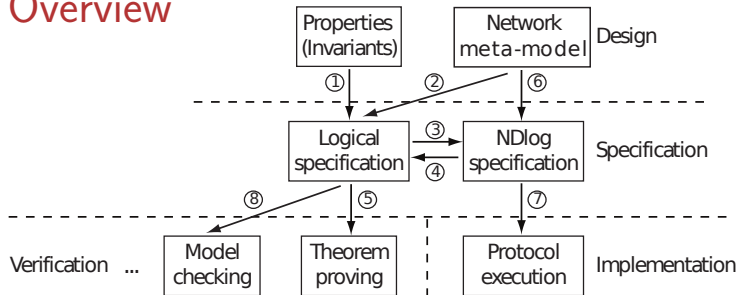 Overview
Properties
(Invariants)
Network
meta-model
Design
①
②
⑥
Logical
specification
③
④
NDlog
specification
Specification
⑧
⑤
⑦
Verification ...
Model
checking
Theorem
proving
Protocol
execution
Implementation